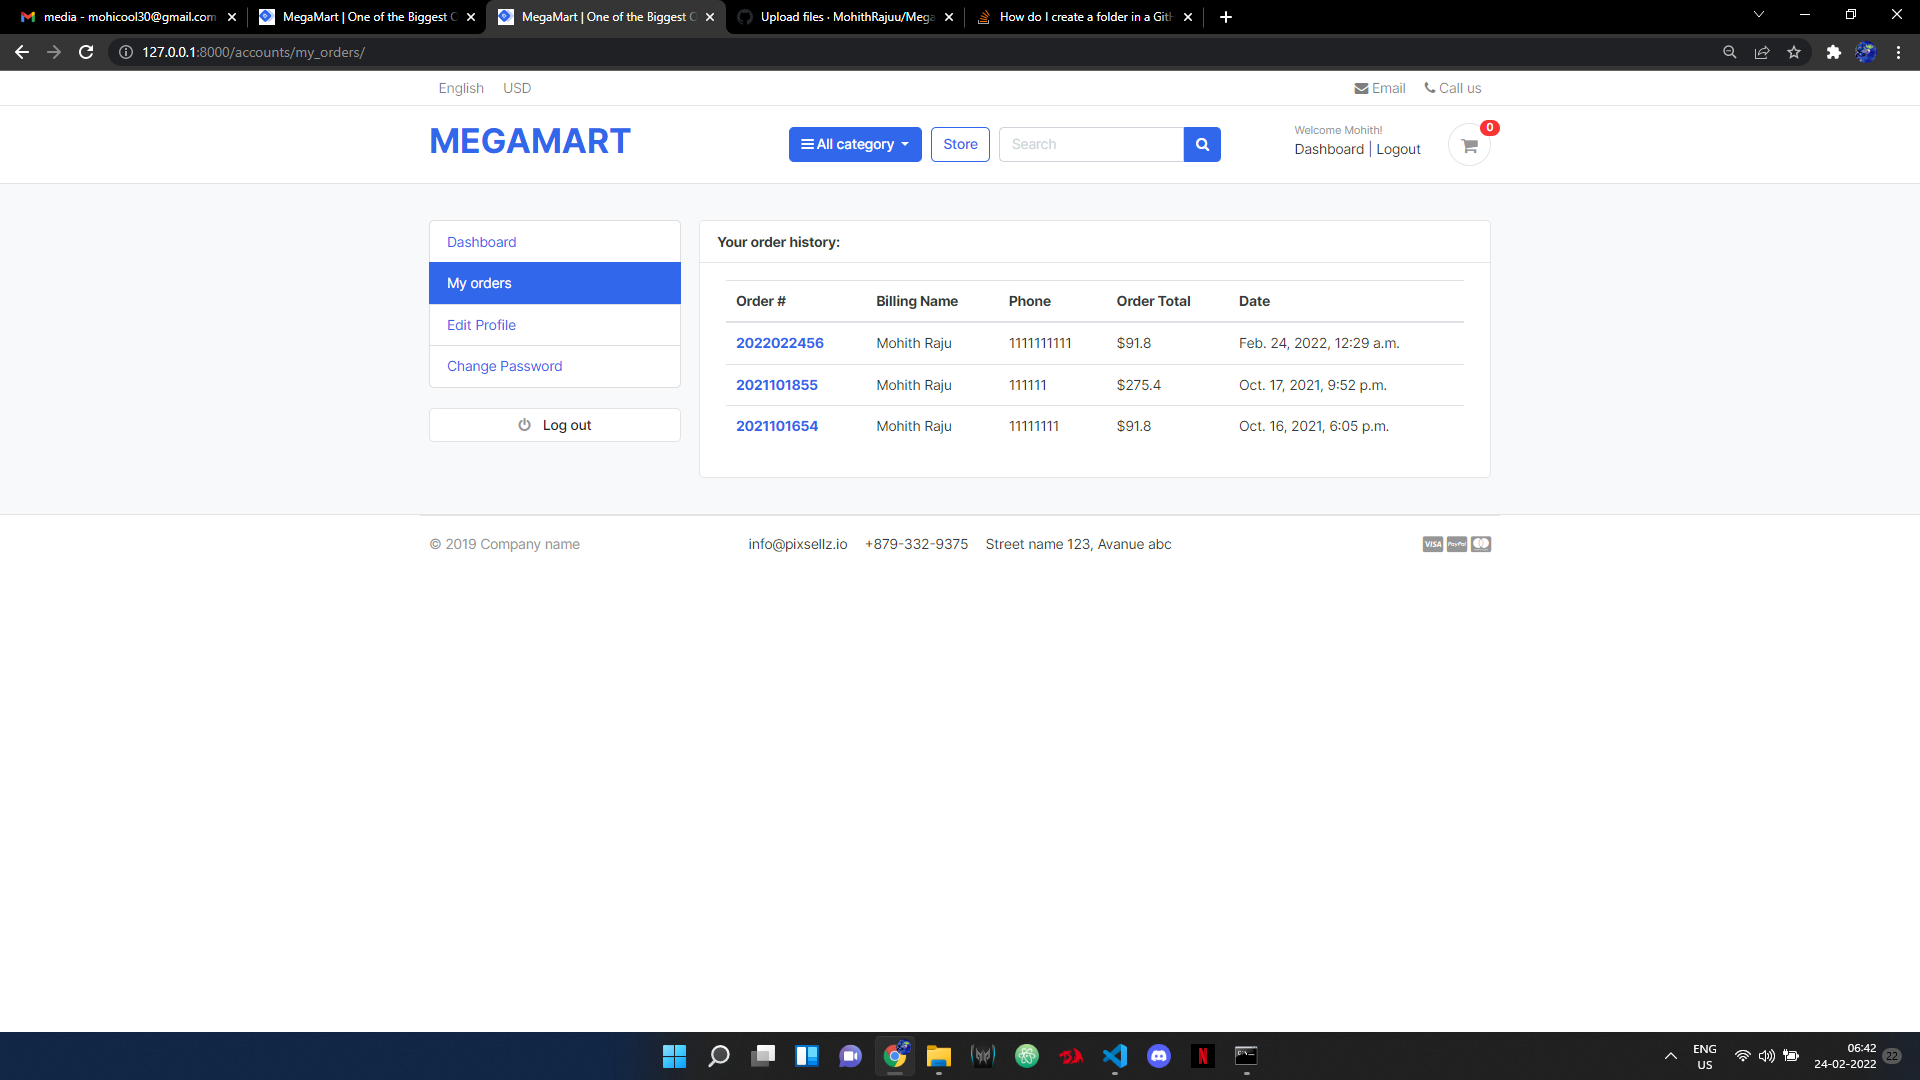 media - mohicool30@gmail.com
MegaMart | One of the Biggest
MegaMart | One of the Biggest
Upload files · MohithRajuu/Mega
How do I create a folder in a Git
127.0.0.1:8000/accounts/my_orders/
English USD Email Call us
MEGAMART
All category Store Search
Welcome Mohith!
Dashboard | Logout
0
Dashboard
My orders
Edit Profile
Change Password
Log out
Your order history:
Order # Billing Name Phone Order Total Date
2022022456 Mohith Raju 1111111111 $91.8 Feb. 24, 2022, 12:29 a.m.
2021101855 Mohith Raju 111111 $275.4 Oct. 17, 2021, 9:52 p.m.
2021101654 Mohith Raju 11111111 $91.8 Oct. 16, 2021, 6:05 p.m.
© 2019 Company name info@pixsellz.io +879-332-9375 Street name 123, Avanue abc VISA PayPal
ENG
US
06:42
24-02-2022
22